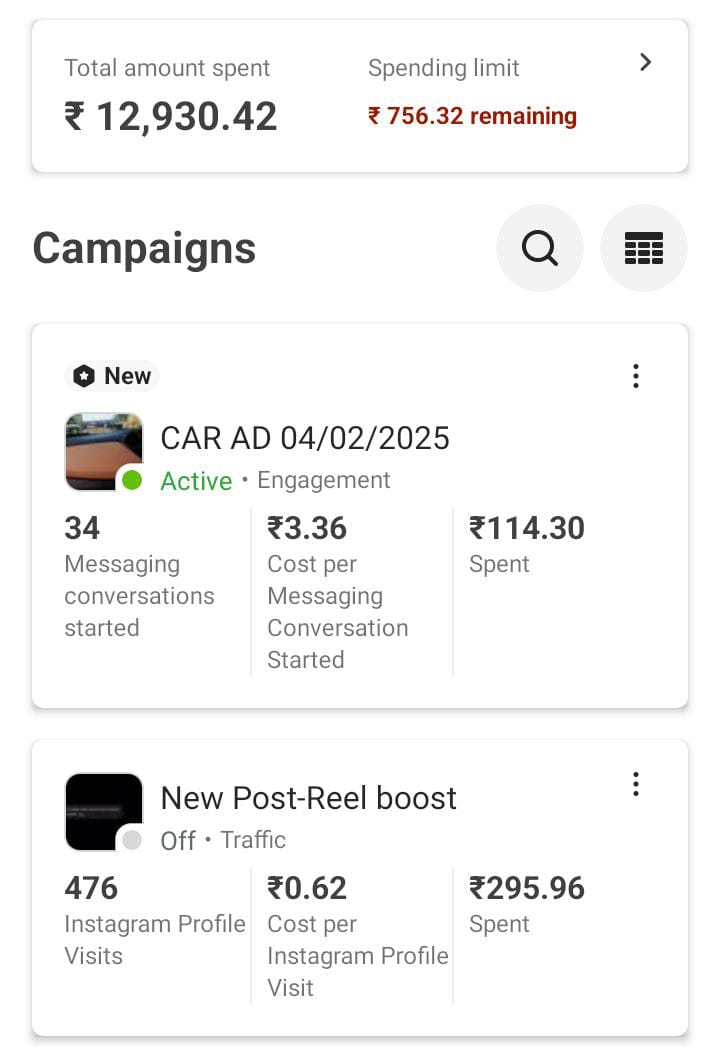 Total amount spent
₹ 12,930.42
Spending limit
₹ 756.32 remaining
Campaigns
New
CAR AD 04/02/2025
Active • Engagement
34
Messaging
conversations
started
₹3.36
Cost per
Messaging
Conversation
Started
₹114.30
Spent
New Post-Reel boost
Off • Traffic
476
Instagram Profile
Visits
₹0.62
Cost per
Instagram Profile
Visit
₹295.96
Spent